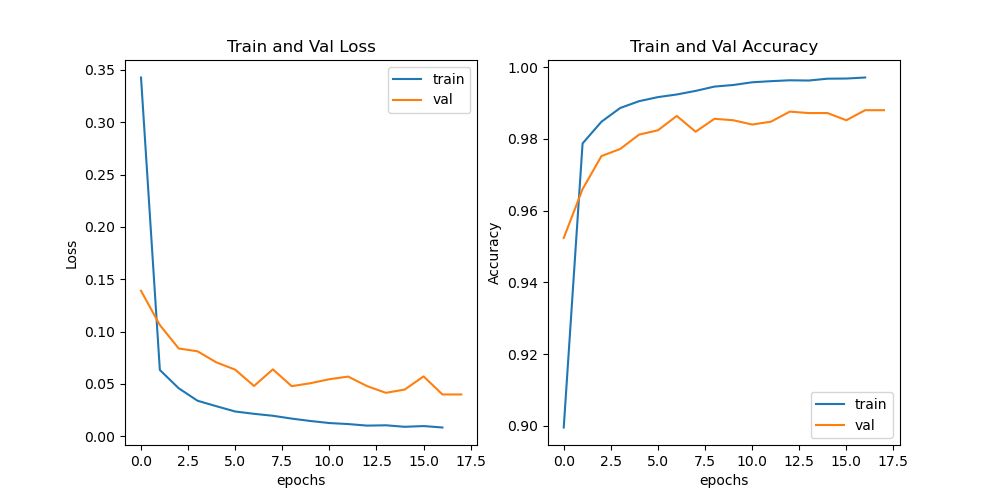 Train and Val Loss
0.35
0.30
0.25
0.20
0.15
0.10
0.05
0.00
Loss
train
val
0.0 2.5 5.0 7.5 10.0 12.5 15.0 17.5
epochs
Train and Val Accuracy
1.00
0.98
0.96
0.94
0.92
0.90
Accuracy
train
val
0.0 2.5 5.0 7.5 10.0 12.5 15.0 17.5
epochs